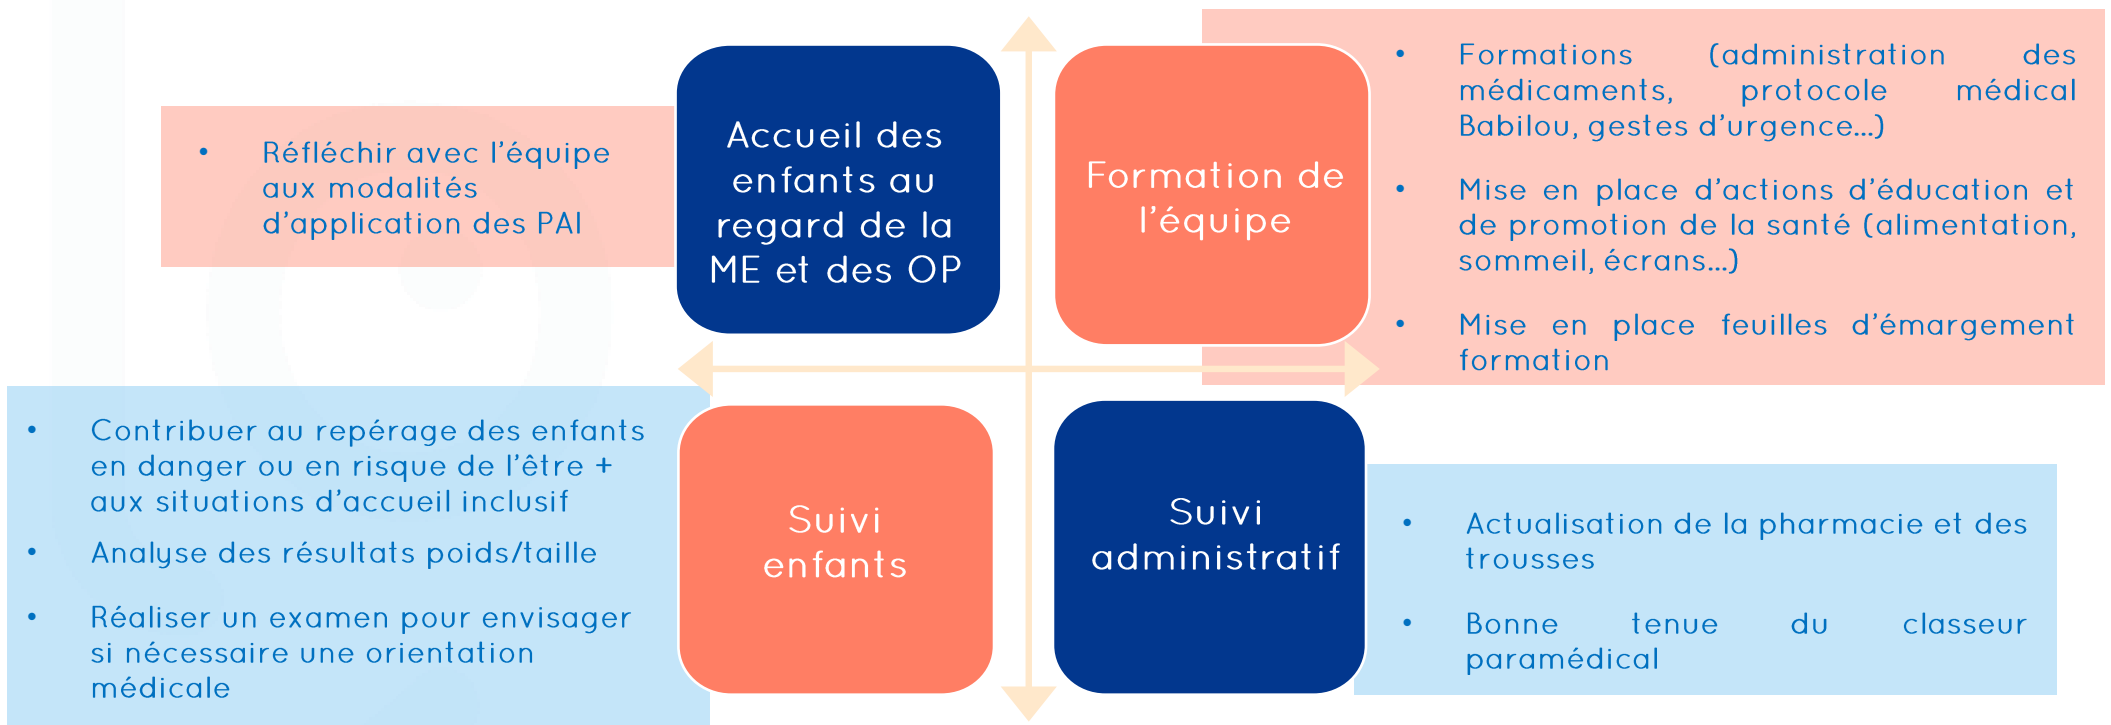 • Réfléchir avec l'équipe
aux modalités
d'application des PAI
Accueil des
enfants au
regard de la
ME et des OP
Formation de
l'équipe
• Formations (administration des
médicaments, protocole médical
Babilou, gestes d'urgence...)
• Mise en place d'actions d'éducation et
de promotion de la santé (alimentation,
sommeil, écrans...)
• Mise en place feuilles d'émargement
formation
• Contribuer au repérage des enfants
en danger ou en risque de l'être +
aux situations d'accueil inclusif
• Analyse des résultats poids/taille
• Réaliser un examen pour envisager
si nécessaire une orientation
médicale
Suivi
enfants
Suivi
administratif
• Actualisation de la pharmacie et des
trousses
• Bonne tenue du classeur
paramédical